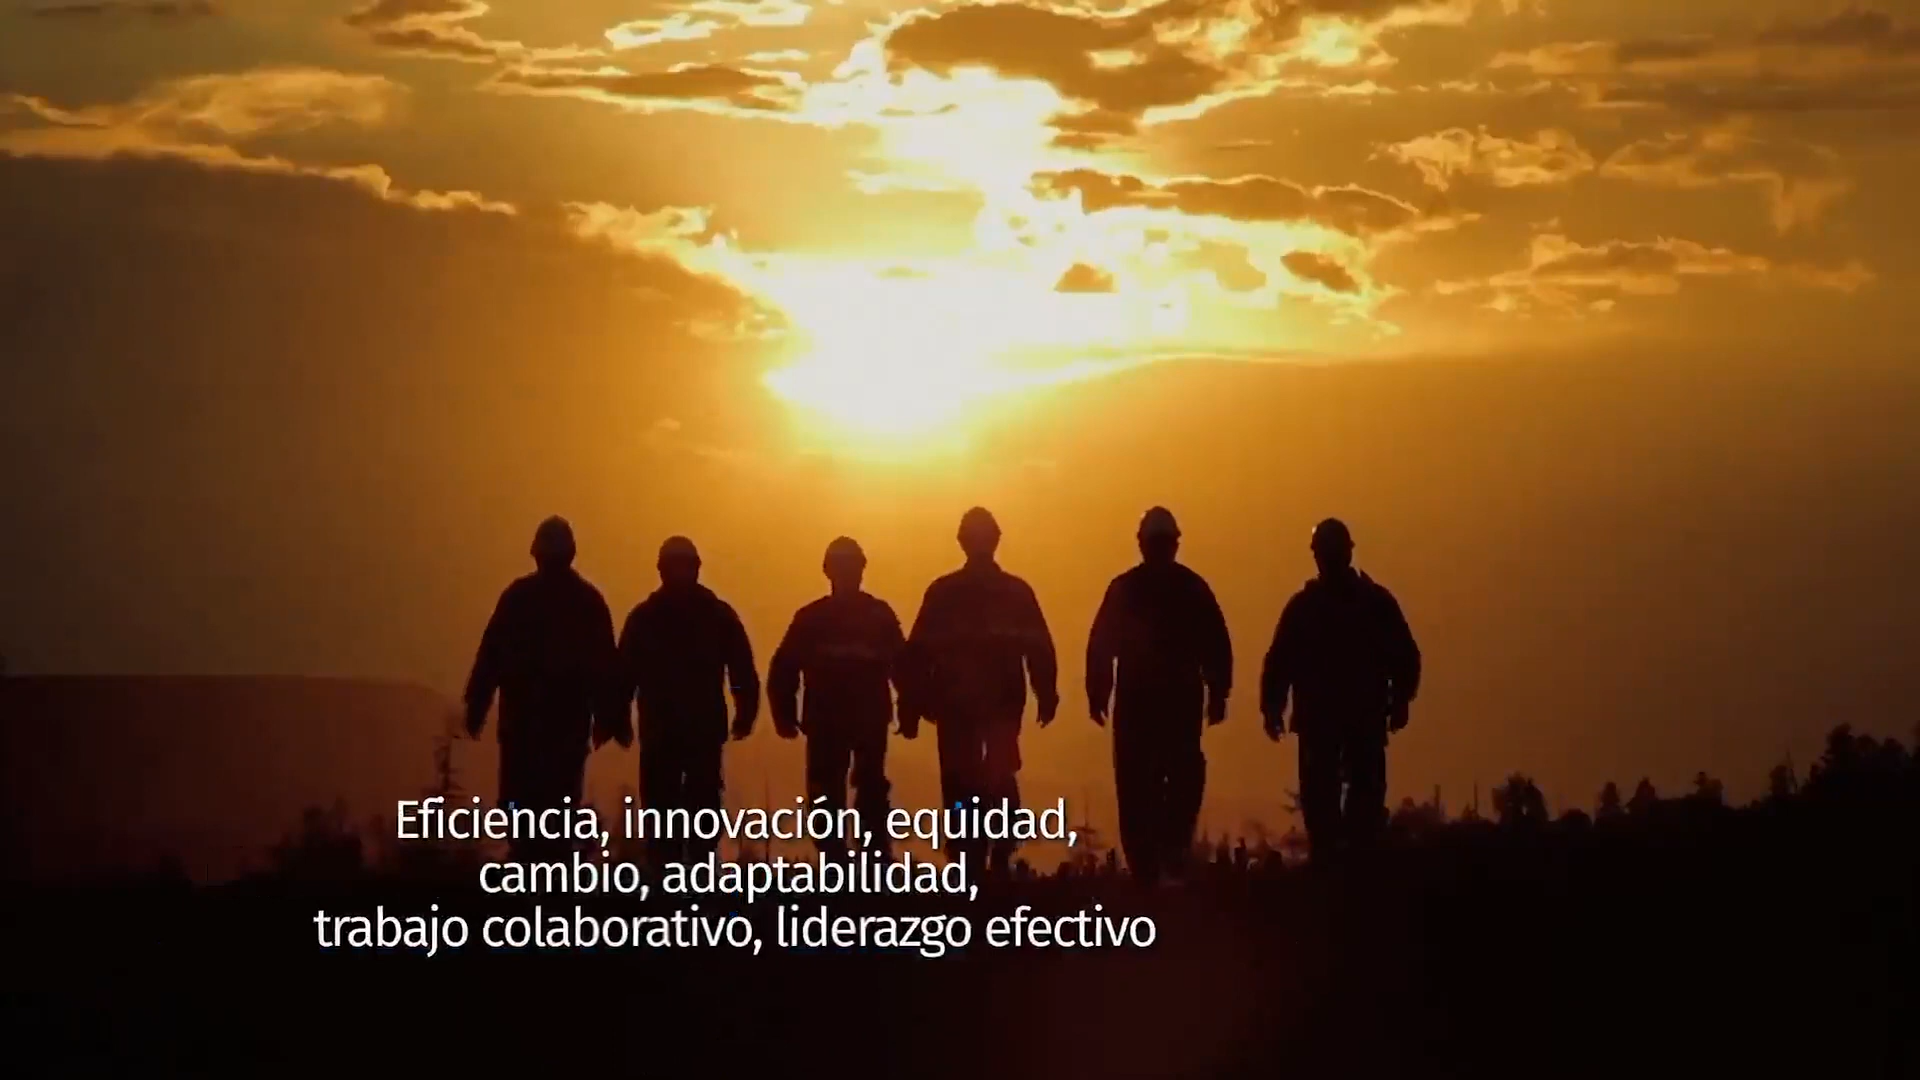 Eficiencia, innovación, equidad,
cambio, adaptabilidad,
trabajo colaborativo, liderazgo efectivo